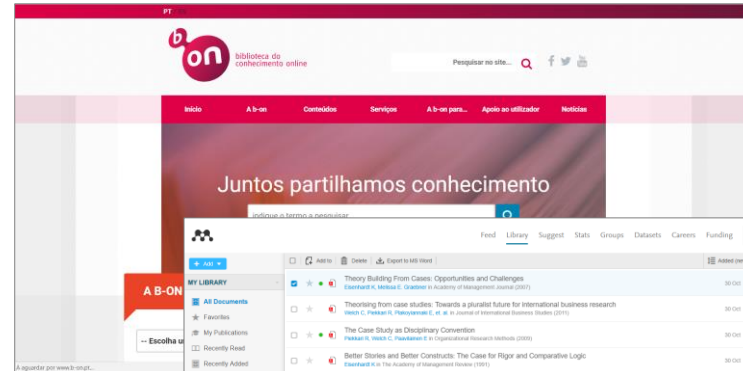 PT
b
on
biblioteca do
conhecimento online
Pesquisar no site...
Início A b-on Conteúdos Serviços A b-on para... Apoio ao utilizador Notícias
Juntos partilhamos conhecimento
indique o termo a pesquisar
Feed Library Suggest Stats Groups Datasets Careers Funding
+ Add
Add to Delete Export to MS Word
Added (new
MY LIBRARY
All Documents
Favorites
My Publications
Recently Read
Recently Added
Theory Building From Cases: Opportunities and Challenges
Eisenhardt K, Melissa E. Graebner in Academy of Management Journal (2007)
30 Oct
Theorising from case studies: Towards a pluralist future for international business research
Welch C, Piekkari R, Plakoyiannaki E, et. al. in Journal of International Business Studies (2011)
30 Oct
The Case Study as Disciplinary Convention
Piekkari R, Welch C, Paavilainen E in Organizational Research Methods (2009)
30 Oct
Better Stories and Better Constructs: The Case for Rigor and Comparative Logic
Eisenhardt K in The Academy of Management Review (1991)
30 Oct
A B-ON
-- Escolha u
A aguardar por www.b-on.pt...